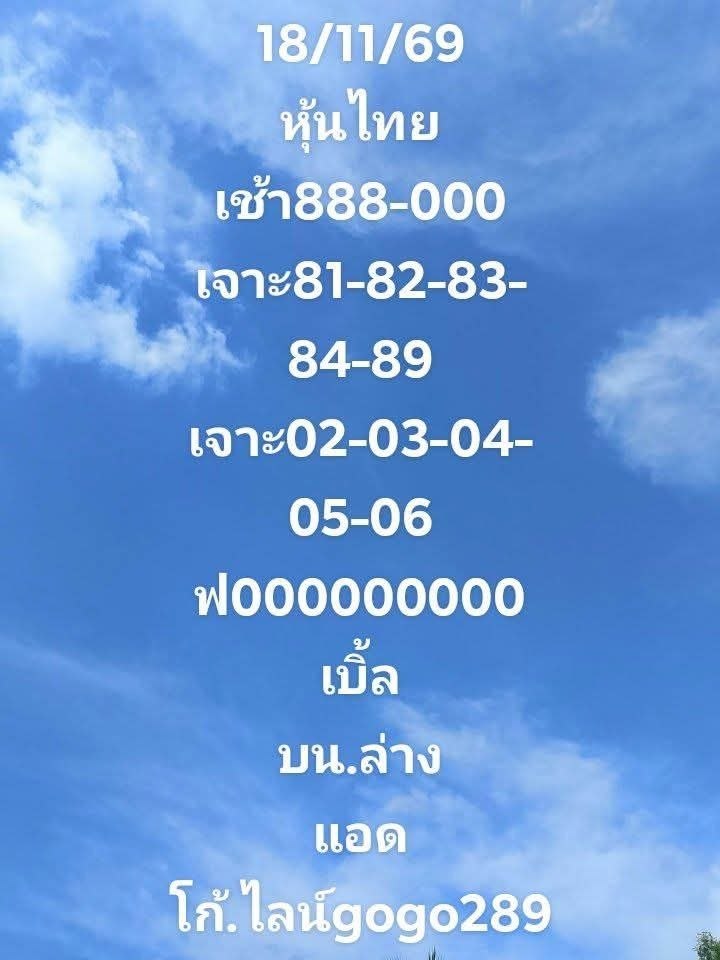 18/11/69
หุ้นไทย
เช้า888-000
เจาะ81-82-83-
84-89
เจาะ02-03-04-
05-06
ฟ000000000
เบิ้ล
บน.ล่าง
แอด
โก้.ไลน์gogo289